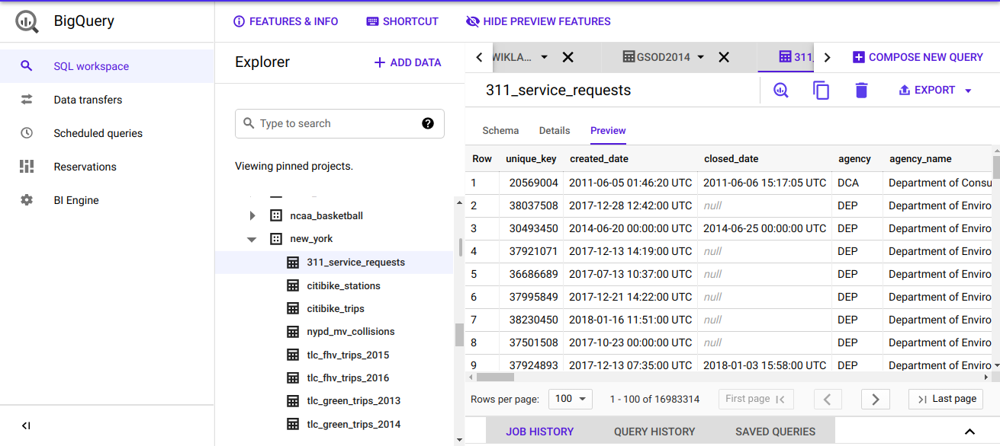 BigQuery
FEATURES & INFO SHORTCUT HIDE PREVIEW FEATURES
SQL workspace
Data transfers
Scheduled queries
Reservations
BI Engine
Explorer
ADD DATA
Type to search
Viewing pinned projects.
ncaa_basketball
new_york
311_service_requests
citibike_stations
citibike_trips
nypd_mv_collisions
tlc_fhv_trips_2015
tlc_fhv_trips_2016
tlc_green_trips_2013
tlc_green_trips_2014
WIKLA... GSOD2014 311 COMPOSE NEW QUERY
311_service_requests EXPORT
Schema Details Preview
Row unique_key created_date closed_date agency agency_name
1 20569004 2011-06-05 01:46:20 UTC 2011-06-06 15:17:05 UTC DCA Department of Consu
2 38037508 2017-12-28 12:42:00 UTC null DEP Department of Enviro
3 30493450 2014-06-20 00:00:00 UTC 2014-06-25 00:00:00 UTC DEP Department of Enviro
4 37921071 2017-12-13 14:19:00 UTC null DEP Department of Enviro
5 36686689 2017-07-13 10:37:00 UTC null DEP Department of Enviro
6 37995849 2017-12-21 14:22:00 UTC null DEP Department of Enviro
7 38230450 2018-01-16 11:51:00 UTC null DEP Department of Enviro
8 37501508 2017-10-23 00:00:00 UTC null DEP Department of Enviro
9 37924893 2017-12-13 07:35:00 UTC 2018-01-03 15:58:00 UTC DEP Department of Enviro
Rows per page: 100 1 - 100 of 16983314 First page Last page
JOB HISTORY QUERY HISTORY SAVED QUERIES